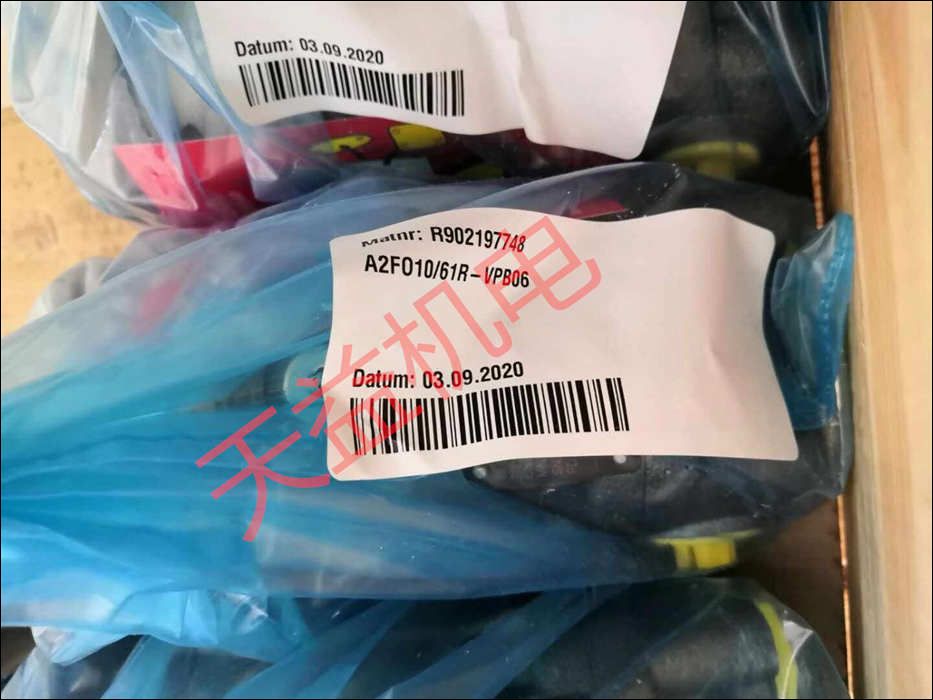 Datum: 03.09.2020
Matnr: R902197748
A2FO10/61R-VPB06
Datum: 03.09.2020
天益机电